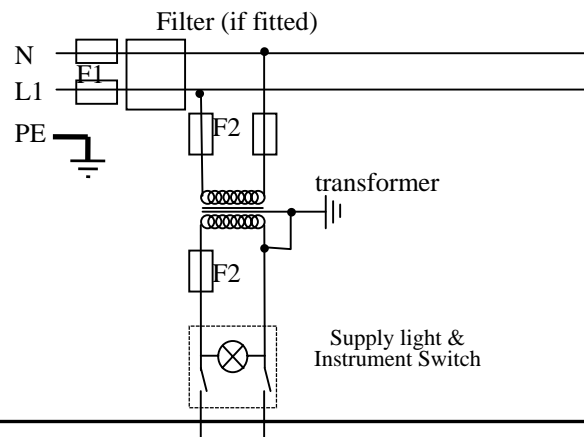 Filter (if fitted)
N
F1
L1
F2
PE
transformer
F2
Supply light &
Instrument Switch